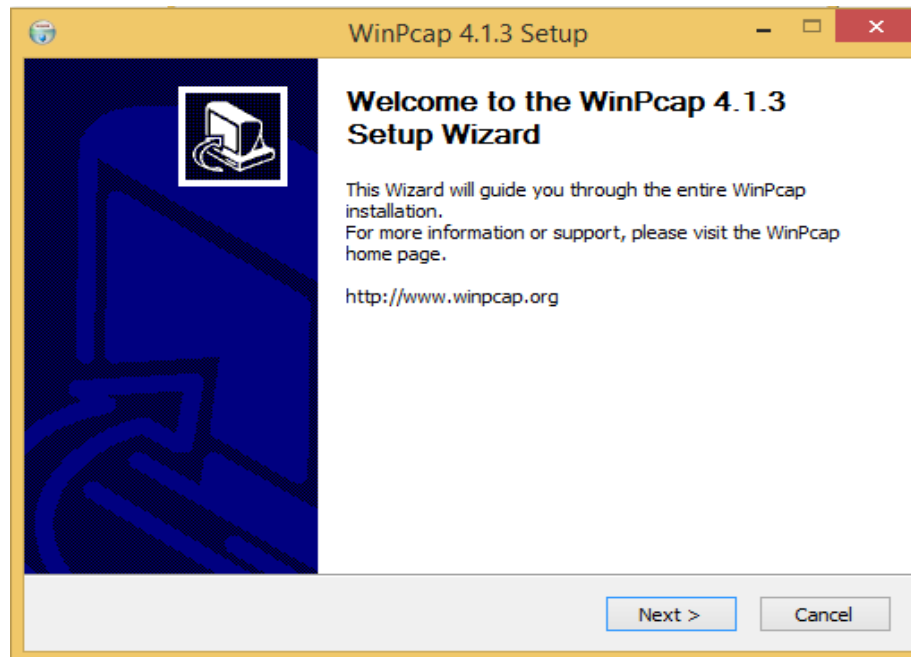 WinPcap 4.1.3 Setup
Welcome to the WinPcap 4.1.3
Setup Wizard
This Wizard will guide you through the entire WinPcap
installation.
For more information or support, please visit the WinPcap
home page.
http://www.winpcap.org
Next >
Cancel